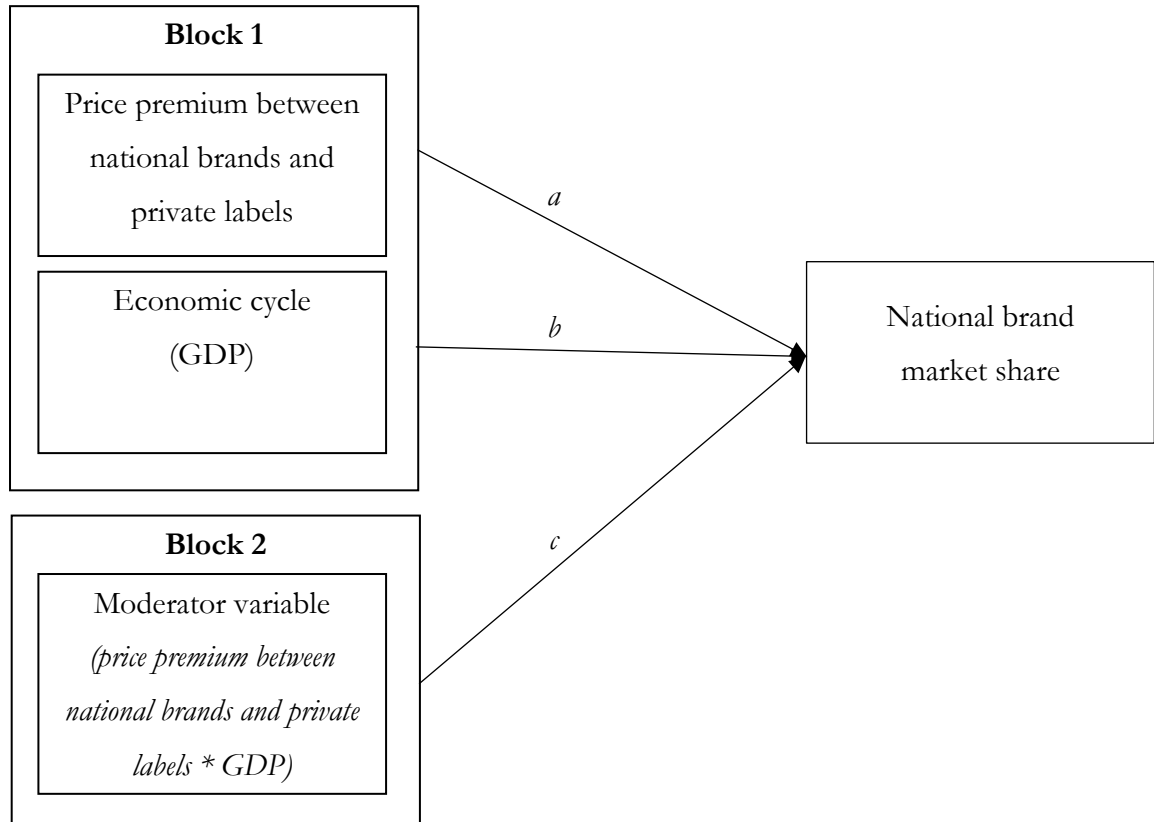 Block 1
Price premium between
national brands and
private labels
Economic cycle
(GDP)
a
b
National brand
market share
Block 2
Moderator variable
(price premium between
national brands and private
labels * GDP)
c